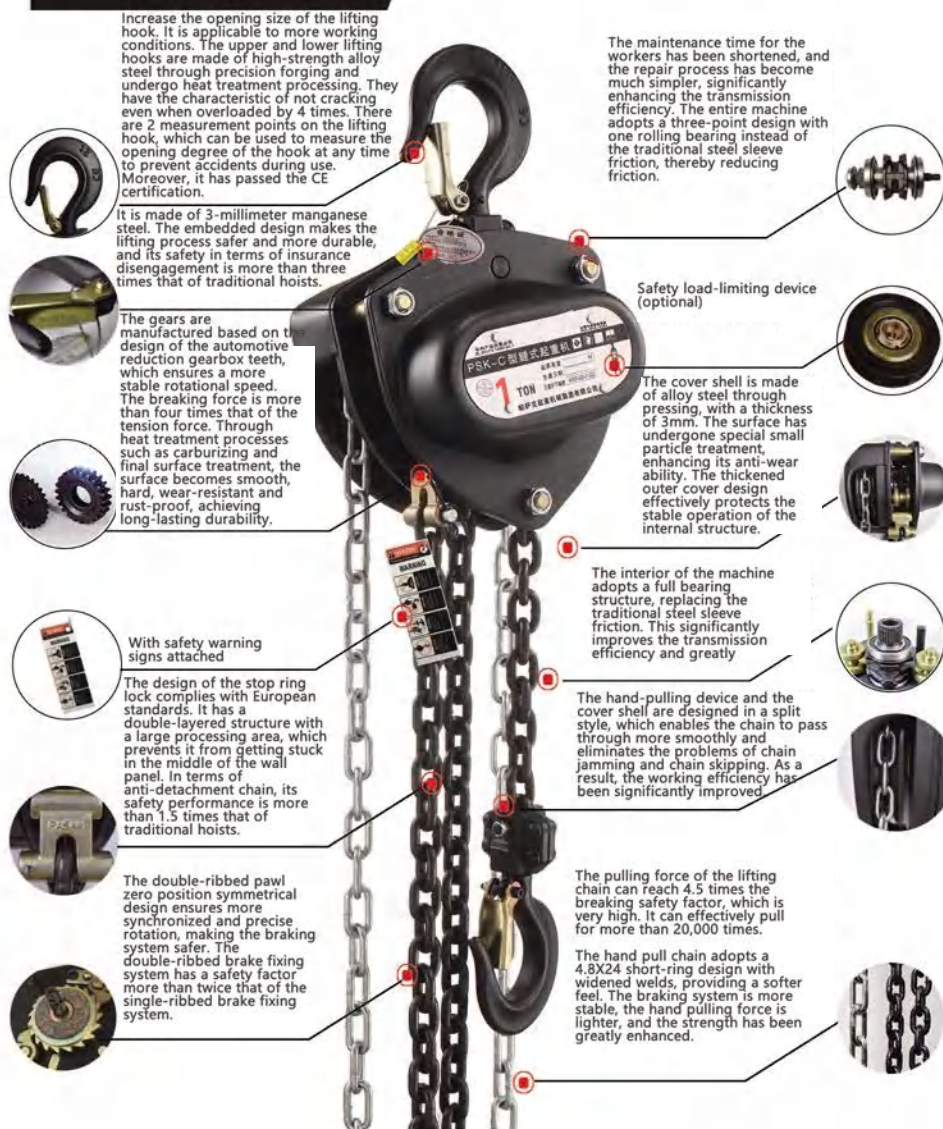 Increase the opening size of the lifting
hook. It is applicable to more working
conditions. The upper and lower lifting
hooks are made of high-strength alloy
steel through precision forging and
undergo heat treatment processing. They
have the characteristic of not cracking
even when overloaded by 4 times. There
are 2 measurement points on the lifting
hook, which can be used to measure the
opening degree of the hook at any time
to prevent accidents during use.
Moreover, it has passed the CE
certification.
It is made of 3-millimeter manganese
steel. The embedded design makes the
lifting process safer and more durable,
and its safety in terms of insurance
disengagement is more than three
times that of traditional hoists.
The gears are
manufactured based on the
design of the automotive
reduction gearbox teeth,
which ensures a more
stable rotational speed.
The breaking force is more
than four times that of the
tension force. Through
heat treatment processes
such as carburizing and
final surface treatment, the
surface becomes smooth,
hard, wear-resistant and
rust-proof, achieving
long-lasting durability.
With safety warning
signs attached
The design of the stop ring
lock complies with European
standards. It has a
double-layered structure with
a large processing area, which
prevents it from getting stuck
in the middle of the wall
panel. In terms of
anti-detachment chain, its
safety performance is more
than 1.5 times that of
traditional hoists.
The double-ribbed pawl
zero position symmetrical
design ensures more
synchronized and precise
rotation, making the braking
system safer. The
double-ribbed brake fixing
system has a safety factor
more than twice that of the
single-ribbed brake fixing
system.
合格证
PSK-C型鏈式起重机
1 TON
WARNING
WARNING
The maintenance time for the
workers has been shortened, and
the repair process has become
much simpler, significantly
enhancing the transmission
efficiency. The entire machine
adopts a three-point design with
one rolling bearing instead of
the traditional steel sleeve
friction, thereby reducing
friction.
Safety load-limiting device
(optional)
The cover shell is made
of alloy steel through
pressing, with a thickness
of 3mm. The surface has
undergone special small
particle treatment,
enhancing its anti-wear
ability. The thickened
outer cover design
effectively protects the
stable operation of the
internal structure.
The interior of the machine
adopts a full bearing
structure, replacing the
traditional steel sleeve
friction. This significantly
improves the transmission
efficiency and greatly
The hand-pulling device and the
cover shell are designed in a split
style, which enables the chain to pass
through more smoothly and
eliminates the problems of chain
jamming and chain skipping. As a
result, the working efficiency has
been significantly improved.
The pulling force of the lifting
chain can reach 4.5 times the
breaking safety factor, which is
very high. It can effectively pull
for more than 20,000 times.
The hand pull chain adopts a
4.8X24 short-ring design with
widened welds, providing a softer
feel. The braking system is more
stable, the hand pulling force is
lighter, and the strength has been
greatly enhanced.